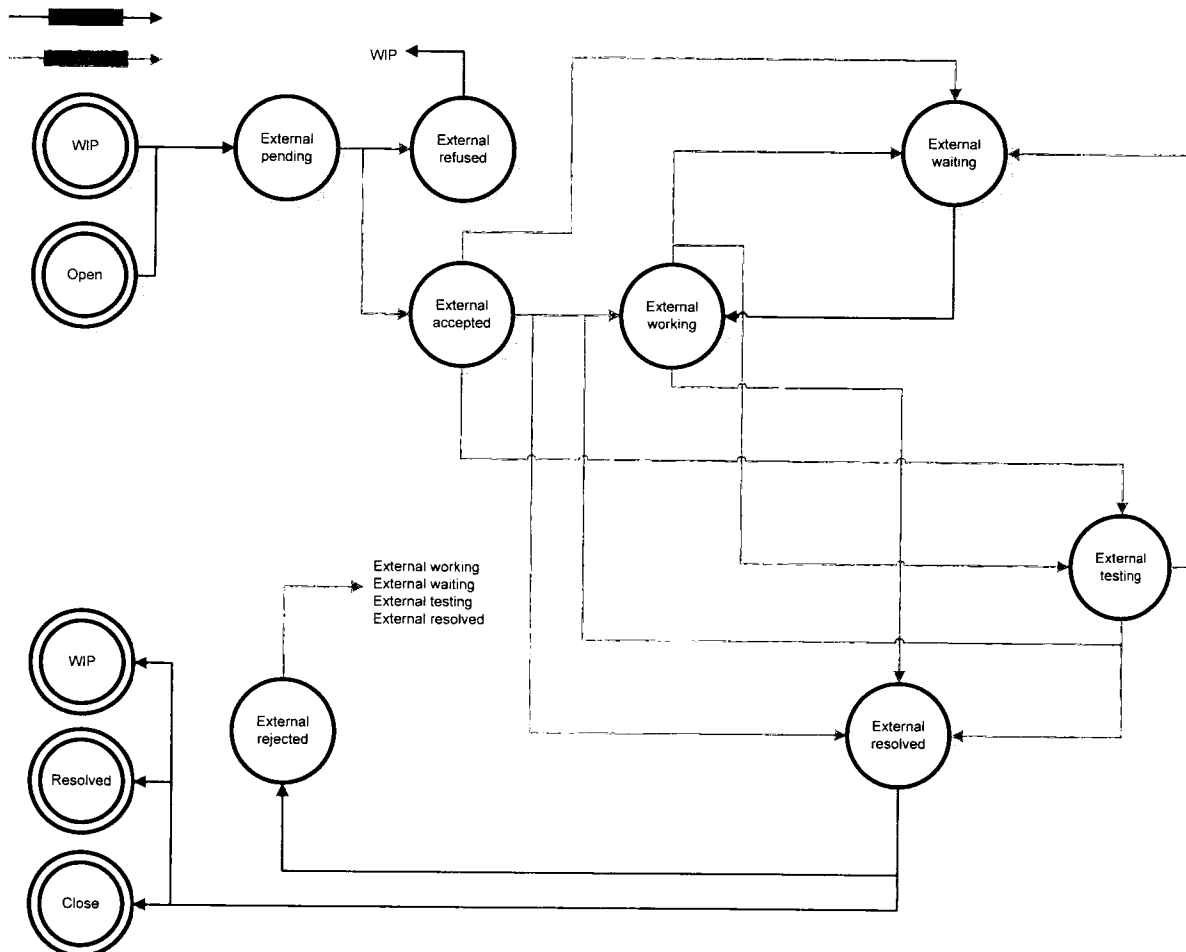 WIP
WIP
External
pending
External
refused
External
waiting
Open
External
accepted
External
working
External
testing
External working
External waiting
External testing
External resolved
WIP
External
rejected
External
resolved
Resolved
Close